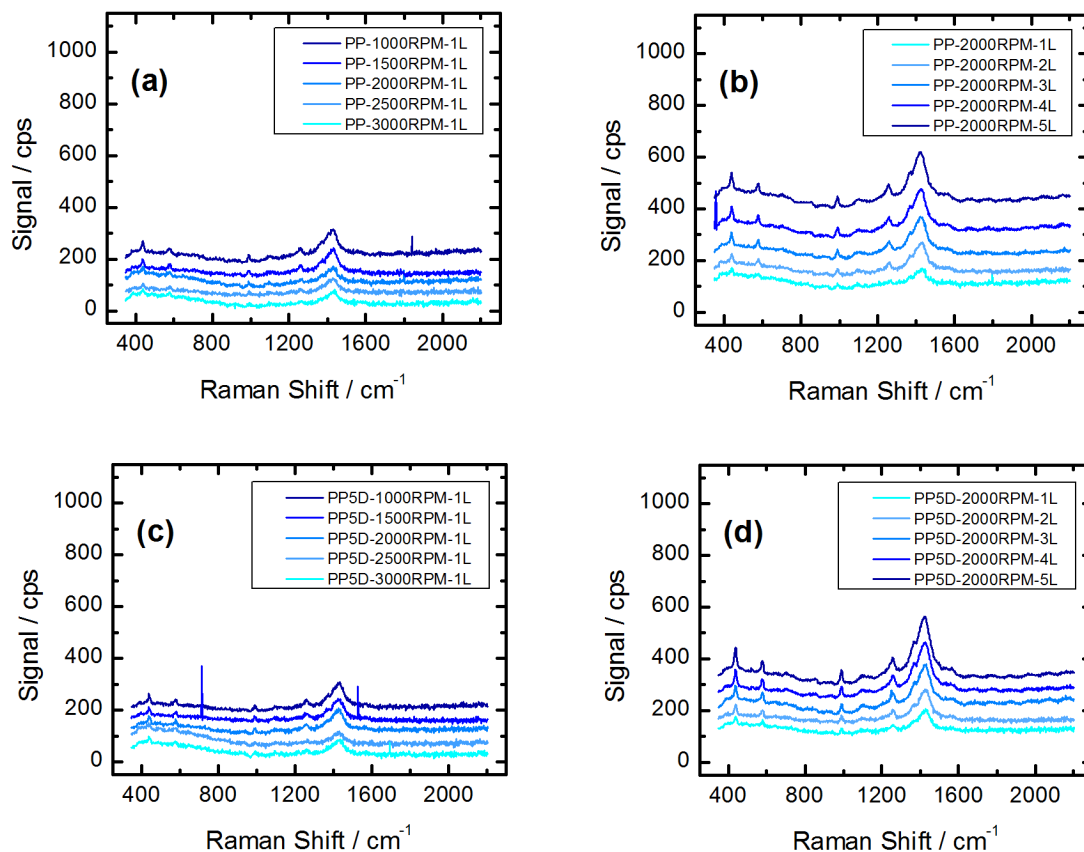 (a)
PP-1000RPM-1L
PP-1500RPM-1L
PP-2000RPM-1L
PP-2500RPM-1L
PP-3000RPM-1L
Signal / cps
1000
800
600
400
200
0
400 800 1200 1600 2000
Raman Shift / cm⁻¹
(b)
PP-2000RPM-1L
PP-2000RPM-2L
PP-2000RPM-3L
PP-2000RPM-4L
PP-2000RPM-5L
Signal / cps
1000
800
600
400
200
0
400 800 1200 1600 2000
Raman Shift / cm⁻¹
(c)
PP5D-1000RPM-1L
PP5D-1500RPM-1L
PP5D-2000RPM-1L
PP5D-2500RPM-1L
PP5D-3000RPM-1L
Signal / cps
1000
800
600
400
200
0
400 800 1200 1600 2000
Raman Shift / cm⁻¹
(d)
PP5D-2000RPM-1L
PP5D-2000RPM-2L
PP5D-2000RPM-3L
PP5D-2000RPM-4L
PP5D-2000RPM-5L
Signal / cps
1000
800
600
400
200
0
400 800 1200 1600 2000
Raman Shift / cm⁻¹